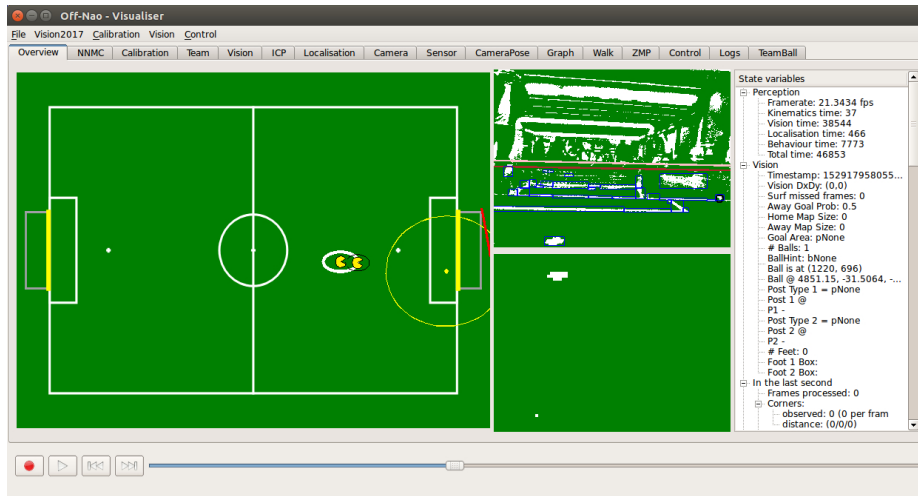 Off-Nao - Visualiser
File Vision2017 Calibration Vision Control
Overview NNMC Calibration Team Vision ICP Localisation Camera Sensor CameraPose Graph Walk ZMP Control Logs TeamBall
State variables
Perception
Framerate: 21.3434 fps
Kinematics time: 37
Vision time: 38544
Localisation time: 466
Behaviour time: 7773
Total time: 46853
Vision
Timestamp: 152917958055...
Vision DxDy: (0,0)
Surf missed frames: 0
Away Goal Prob: 0.5
Home Map Size: 0
Away Map Size: 0
Goal Area: pNone
# Balls: 1
BallHint: bNone
Ball is at (1220, 696)
Ball @ 4851.15, -31.5064, -...
Post Type 1 = pNone
Post 1 @
P1 -
Post Type 2 = pNone
Post 2 @
P2 -
# Feet: 0
Foot 1 Box:
Foot 2 Box:
In the last second
Frames processed: 0
Corners:
observed: 0 (0 per fram
distance: (0/0/0)